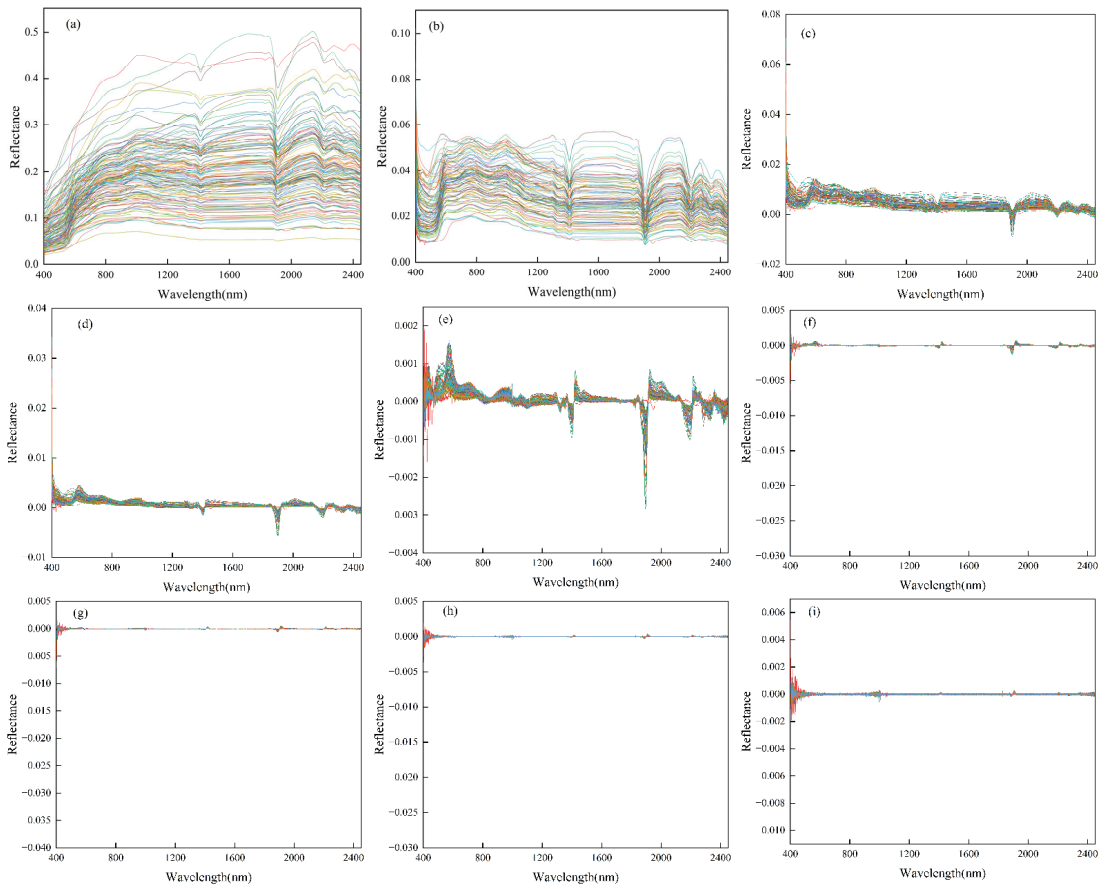 (a)
0.5
0.4
0.3
0.2
0.1
0.0
Reflectance
400 800 1200 1600 2000 2400
Wavelength(nm)
(b)
0.10
0.08
0.06
0.04
0.02
0.00
Reflectance
400 800 1200 1600 2000 2400
Wavelength(nm)
(c)
0.08
0.06
0.04
0.02
0.00
0.02
Reflectance
400 800 1200 1600 2000 2400
Wavelength(nm)
(d)
0.04
0.03
0.02
0.01
0.00
−0.01
Reflectance
400 800 1200 1600 2000 2400
Wavelength(nm)
(e)
0.002
0.001
0.000
−0.001
−0.002
−0.003
−0.004
Reflectance
400 800 1200 1600 2000 2400
Wavelength(nm)
(f)
0.005
0.000
−0.005
−0.010
−0.015
−0.020
−0.025
−0.030
Reflectance
400 800 1200 1600 2000 2400
Wavelength(nm)
(g)
0.005
0.000
−0.005
−0.010
−0.015
−0.020
−0.025
−0.030
−0.035
−0.040
Reflectance
400 800 1200 1600 2000 2400
Wavelength(nm)
(h)
0.005
0.000
−0.005
−0.010
−0.015
−0.020
−0.025
−0.030
Reflectance
400 800 1200 1600 2000 2400
Wavelength(nm)
(i)
0.006
0.004
0.002
0.000
−0.002
−0.004
−0.006
−0.008
0.010
Reflectance
400 800 1200 1600 2000 2400
Wavelength(nm)